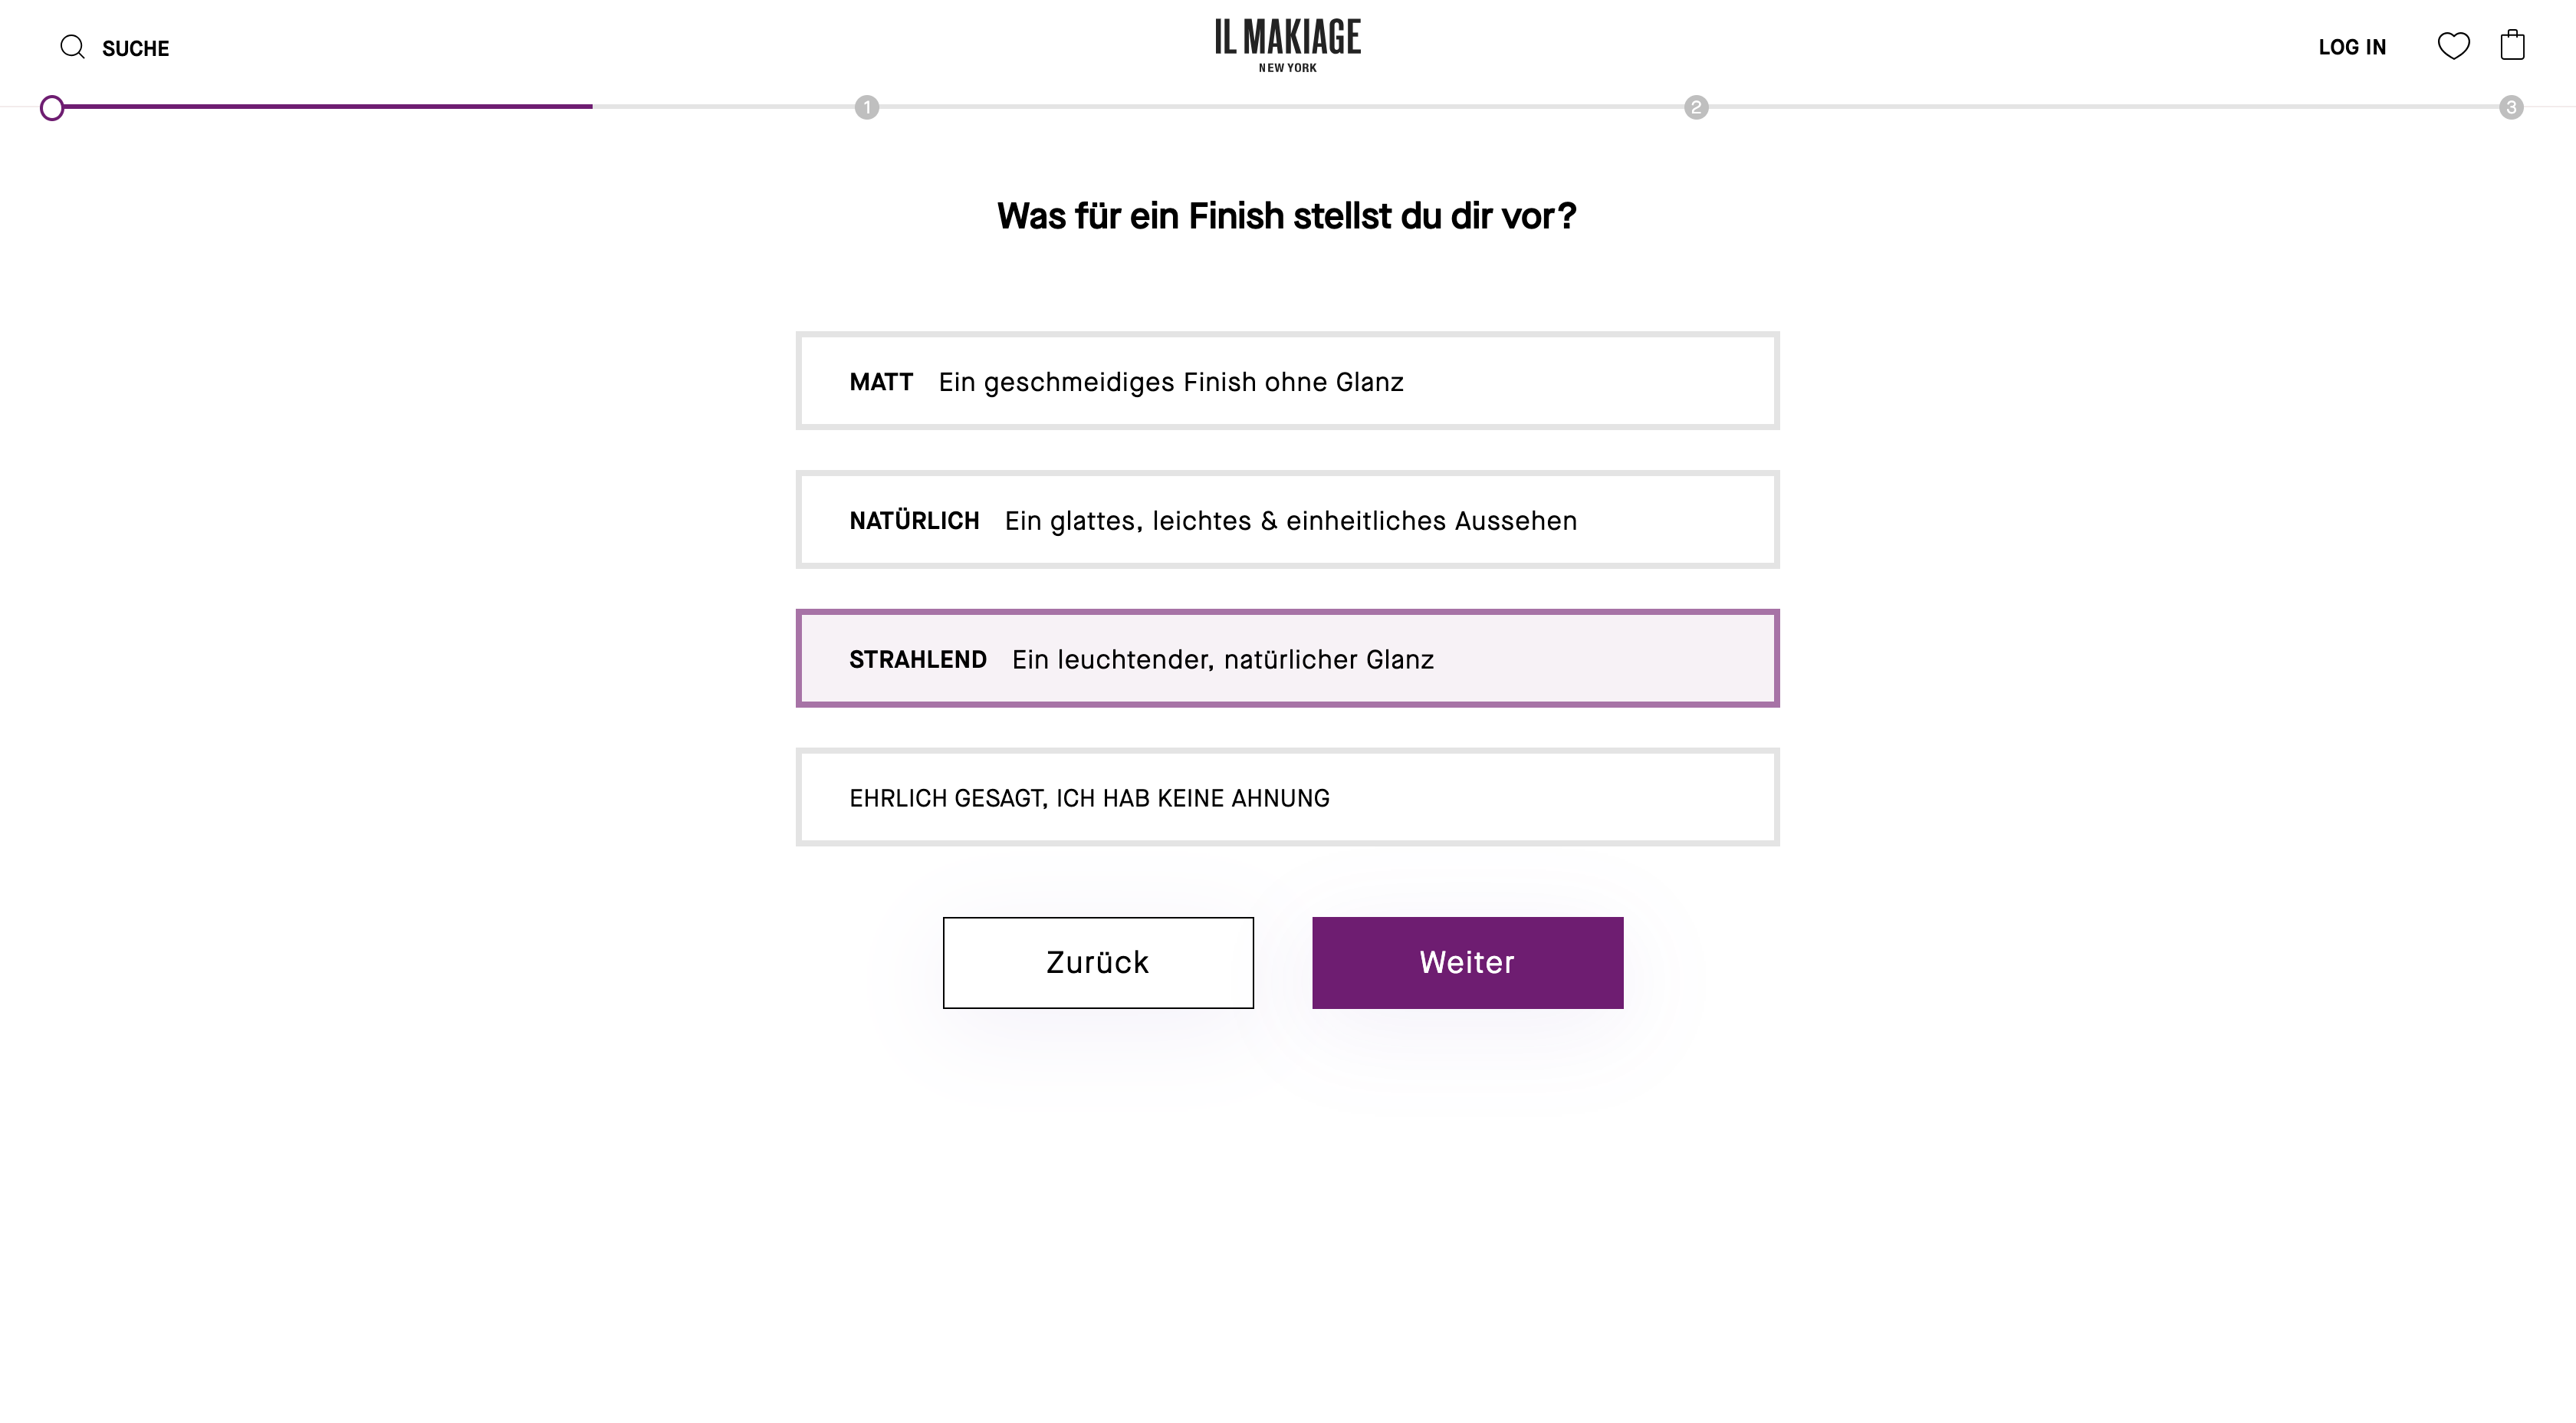 SUCHE
IL MAKIAGE
NEW YORK
LOG IN
1
2
3
Was für ein Finish stellst du dir vor?
MATT Ein geschmeidiges Finish ohne Glanz
NATÜRLICH Ein glattes, leichtes & einheitliches Aussehen
STRAHLEND Ein leuchtender, natürlicher Glanz
EHRLICH GESAGT, ICH HAB KEINE AHNUNG
Zurück
Weiter